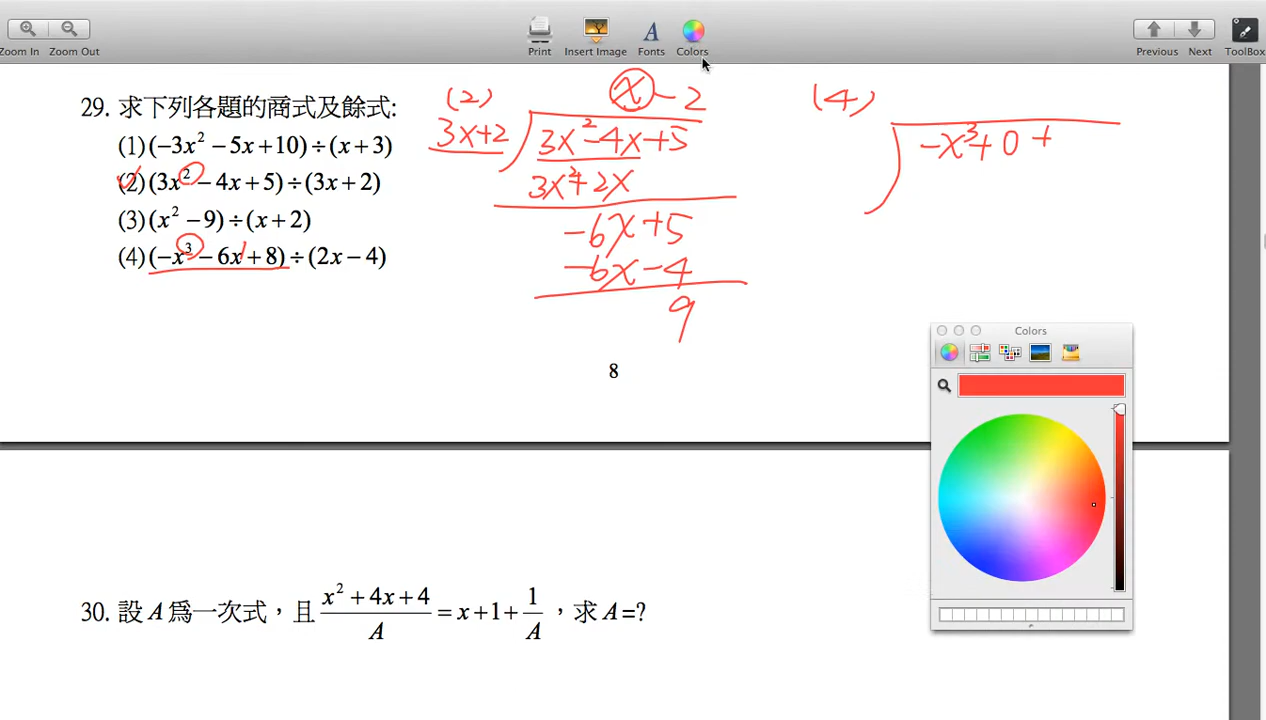 Zoom In Zoom Out Print Insert Image Fonts Colors Previous Next ToolBox
29. 求下列各題的商式及餘式:
(1)(−3x² − 5x + 10) ÷ (x + 3)
(2)(3x² − 4x + 5) ÷ (3x + 2)
(3)(x² − 9) ÷ (x + 2)
(4)(−x³ − 6x + 8) ÷ (2x − 4)
(2) x − 2
3x+2 3x²−4x+5
3x²+2x
−6x+5
−6x−4
9
(4)
−x³+0 +
8
Colors
30. 設 A 爲一次式，且 (x² + 4x + 4)/A = x + 1 + 1/A ，求 A =?